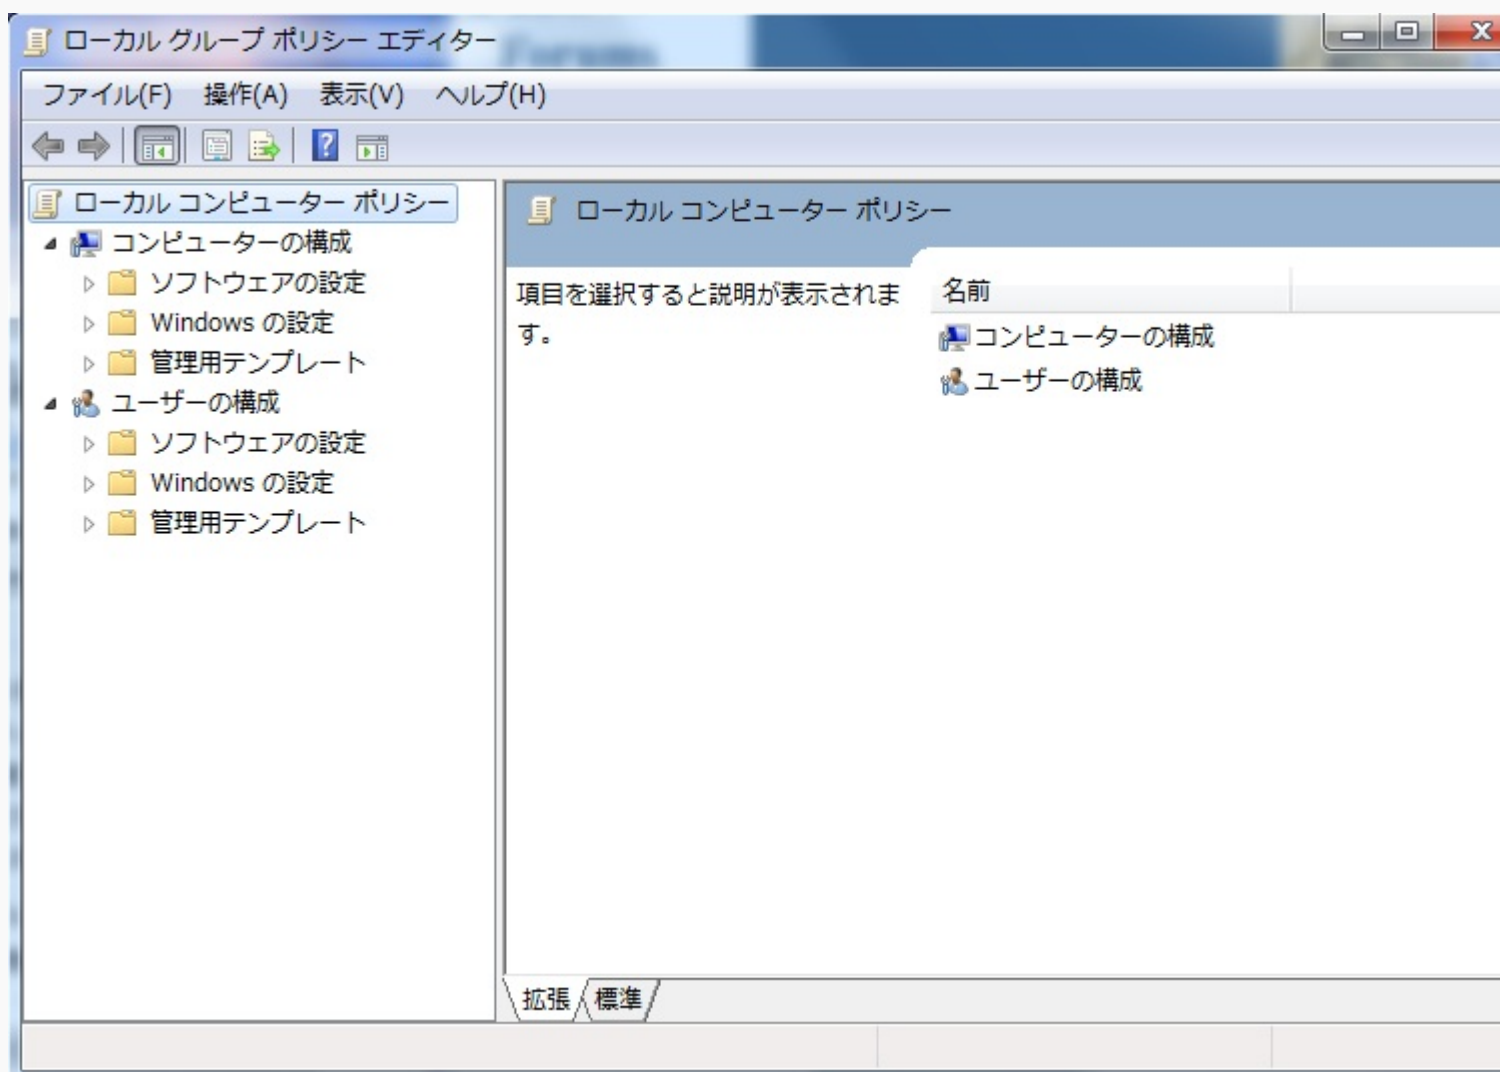 ローカル グループ ポリシー エディター
Forums
ファイル(F) 操作(A) 表示(V) ヘルプ(H)
ローカル コンピューター ポリシー
コンピューターの構成
ソフトウェアの設定
Windows の設定
管理用テンプレート
ユーザーの構成
ソフトウェアの設定
Windows の設定
管理用テンプレート
ローカル コンピューター ポリシー
項目を選択すると説明が表示されま
す。
名前
コンピューターの構成
ユーザーの構成
拡張 標準